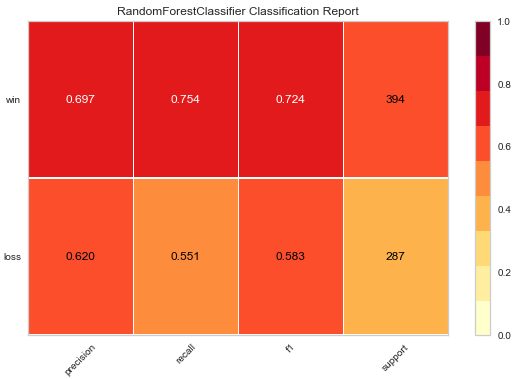 RandomForestClassifier Classification Report
1.0
win 0.697 0.754 0.724 394
0.8
0.6
0.4
loss 0.620 0.551 0.583 287
0.2
0.0
precision recall f1 support